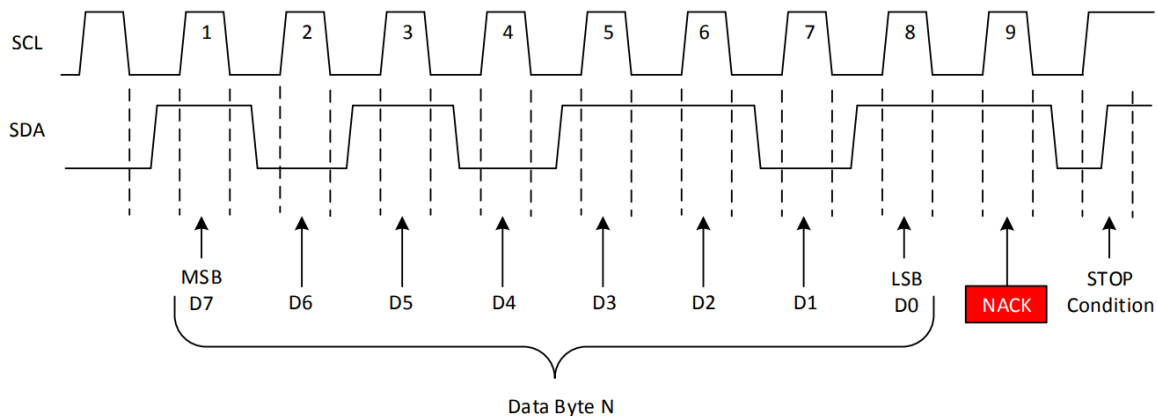 SCL
1 2 3 4 5 6 7 8 9
SDA
MSB LSB STOP
D7 D6 D5 D4 D3 D2 D1 D0 NACK Condition
Data Byte N